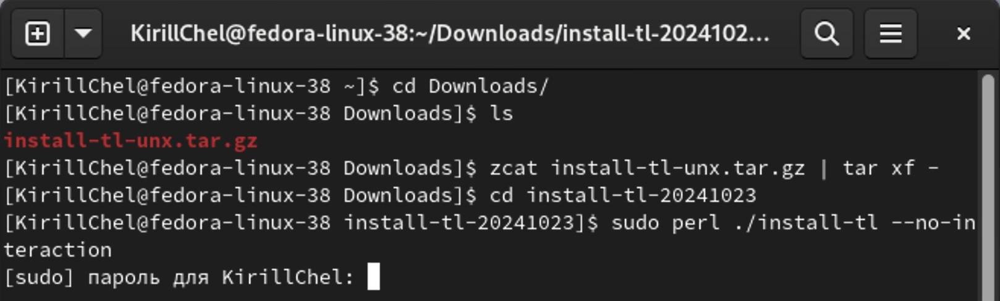 KirillChel@fedora-linux-38:~/Downloads/install-tl-2024102...
[KirillChel@fedora-linux-38 ~]$ cd Downloads/
[KirillChel@fedora-linux-38 Downloads]$ ls
install-tl-unx.tar.gz
[KirillChel@fedora-linux-38 Downloads]$ zcat install-tl-unx.tar.gz | tar xf -
[KirillChel@fedora-linux-38 Downloads]$ cd install-tl-20241023
[KirillChel@fedora-linux-38 install-tl-20241023]$ sudo perl ./install-tl --no-in
teraction
[sudo] пароль для KirillChel: